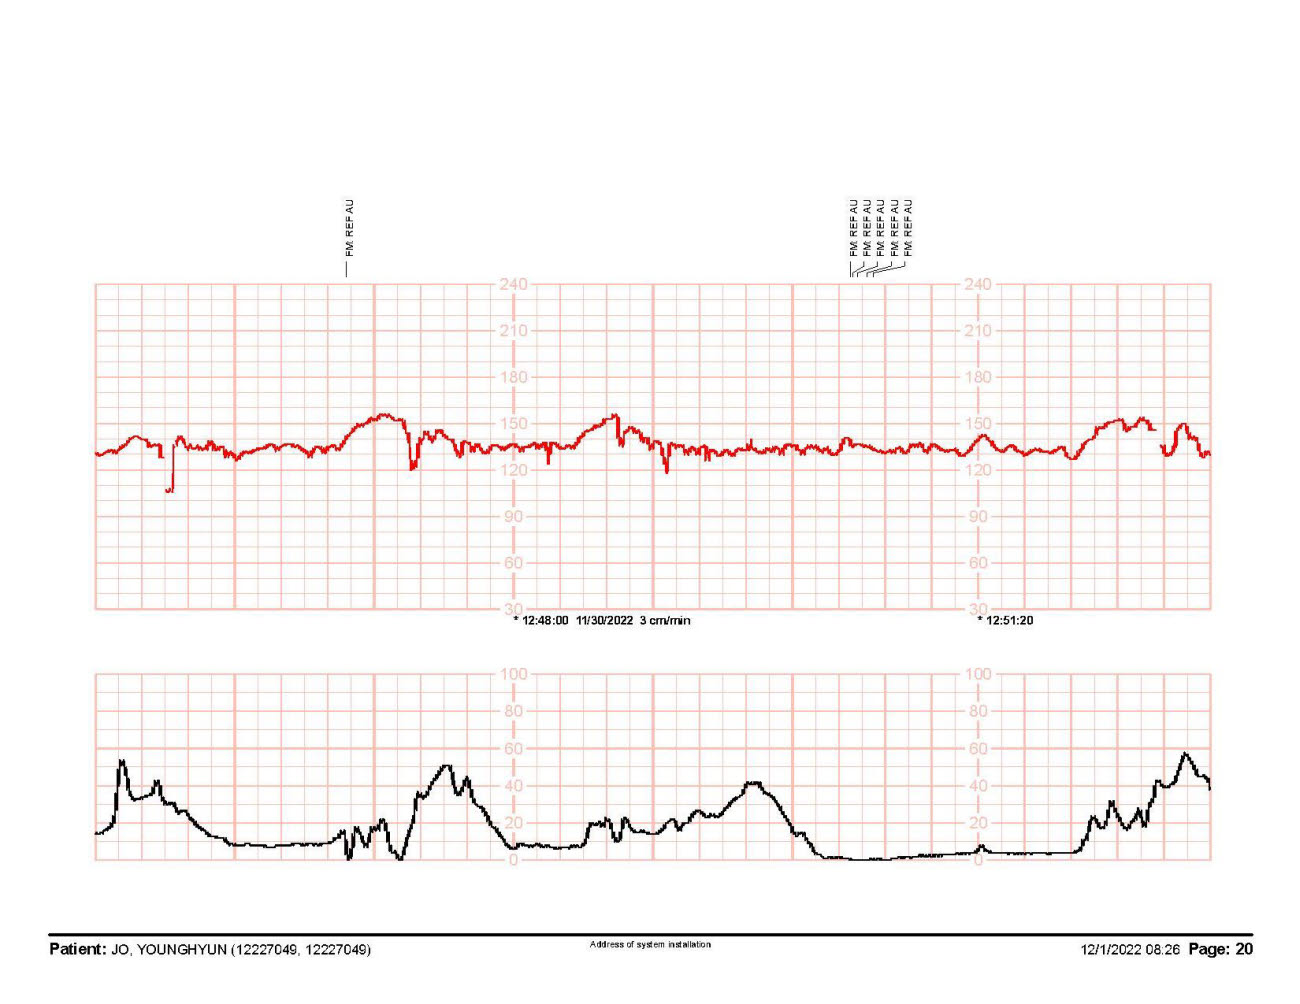 FM: REF AU
FM: REF AU
FM: REF AU
FM: REF AU
FM: REF AU
FM: REF AU
240 240
210 210
180 180
150 150
120 120
90 90
60 60
30 30
* 12:48:00 11/30/2022 3 cm/min * 12:51:20
100 100
80 80
60 60
40 40
20 20
0 0
Patient: JO, YOUNGHYUN (12227049, 12227049) Address of system installation 12/1/2022 08:26 Page: 20